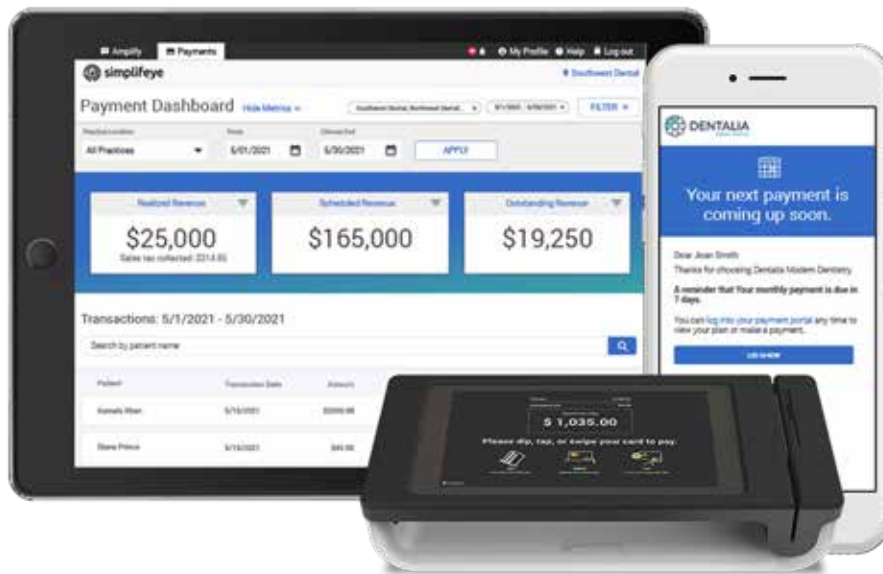 Amplify
Payments
My Profile
Help
Log out
simplifeye
Southwest Dental
Payment Dashboard
Hide Metrics
FILTER
All Practices
5/01/2021
5/30/2021
APPLY
Realized Revenue
Scheduled Revenue
Outstanding Revenue
$25,000
$165,000
$19,250
Sales tax collected:
Transactions: 5/1/2021 - 5/30/2021
Search by patient name
Patient
Transaction Date
Amount
Diana Prince
DENTALIA
Your next payment is
coming up soon.
Dear Joan Smith
Thanks for choosing Dentalia Modern Dentistry.
A reminder that Your monthly payment is due in
7 days.
You can log into your payment portal any time to
view your plan or make a payment.
$ 1,035.00
Please dip, tap, or swipe your card to pay.